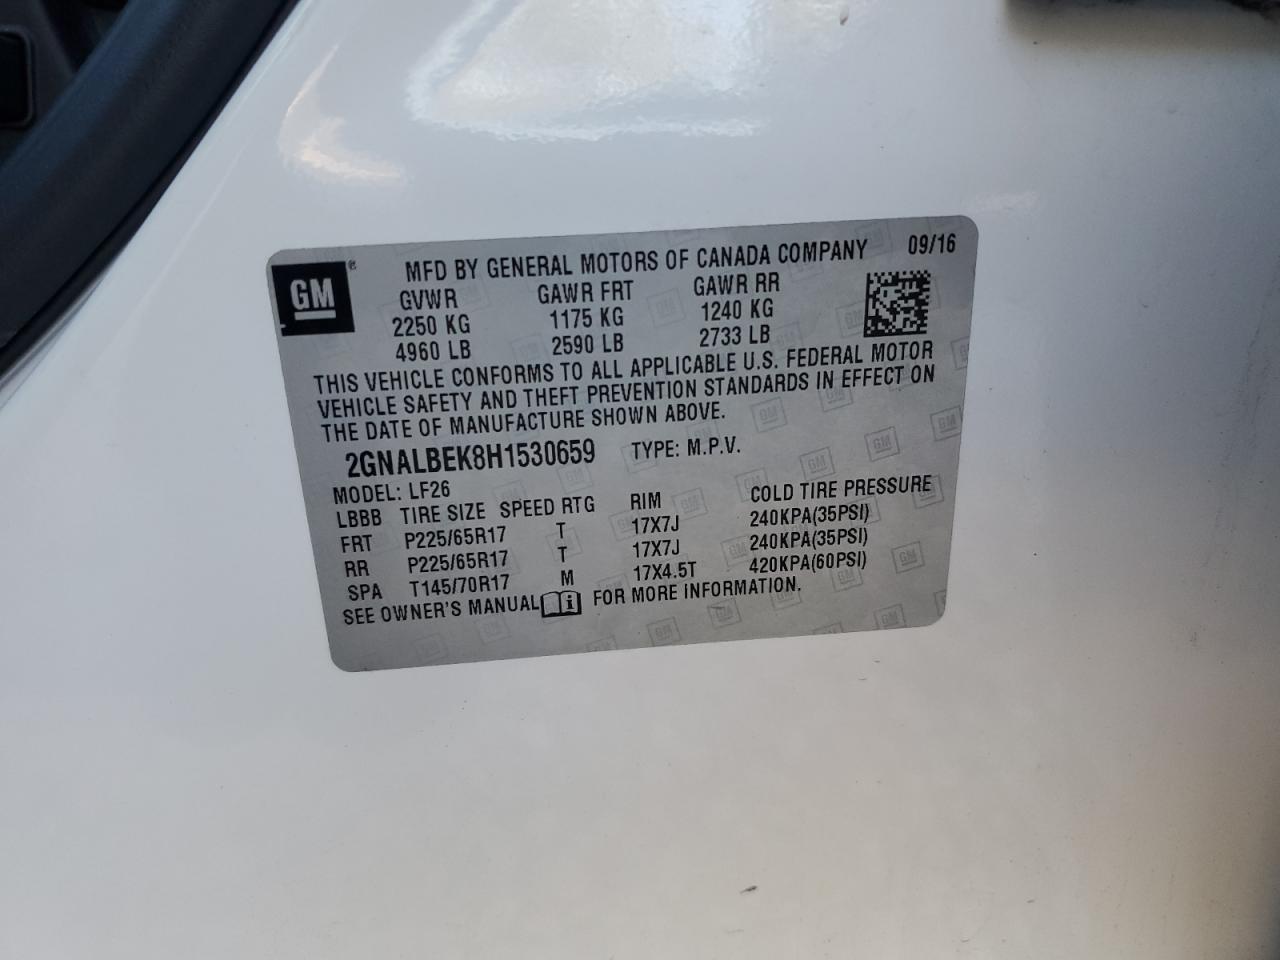 GM ® MFD BY GENERAL MOTORS OF CANADA COMPANY 09/16
GVWR GAWR FRT GAWR RR
2250 KG 1175 KG 1240 KG
4960 LB 2590 LB 2733 LB
THIS VEHICLE CONFORMS TO ALL APPLICABLE U.S. FEDERAL MOTOR
VEHICLE SAFETY AND THEFT PREVENTION STANDARDS IN EFFECT ON
THE DATE OF MANUFACTURE SHOWN ABOVE.
2GNALBEK8H1530659 TYPE: M.P.V.
MODEL: LF26
LBBB TIRE SIZE SPEED RTG RIM COLD TIRE PRESSURE
FRT P225/65R17 T 17X7J 240KPA(35PSI)
RR P225/65R17 T 17X7J 240KPA(35PSI)
SPA T145/70R17 M 17X4.5T 420KPA(60PSI)
SEE OWNER'S MANUAL i FOR MORE INFORMATION.